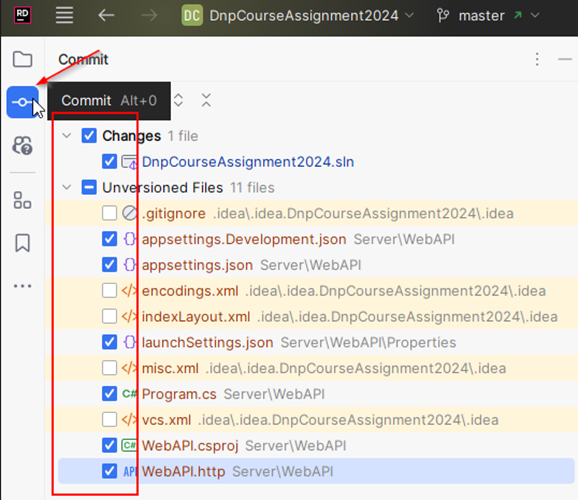 RD DC DnpCourseAssignment2024 master
Commit
Commit Alt+0
Changes 1 file
DnpCourseAssignment2024.sln
Unversioned Files 11 files
.gitignore .idea\.idea.DnpCourseAssignment2024\.idea
{} appsettings.Development.json Server\WebAPI
{} appsettings.json Server\WebAPI
</> encodings.xml .idea\.idea.DnpCourseAssignment2024\.idea
</> indexLayout.xml .idea\.idea.DnpCourseAssignment2024\.idea
{} launchSettings.json Server\WebAPI\Properties
</> misc.xml .idea\.idea.DnpCourseAssignment2024\.idea
C# Program.cs Server\WebAPI
</> vcs.xml .idea\.idea.DnpCourseAssignment2024\.idea
C# WebAPI.csproj Server\WebAPI
API WebAPI.http Server\WebAPI